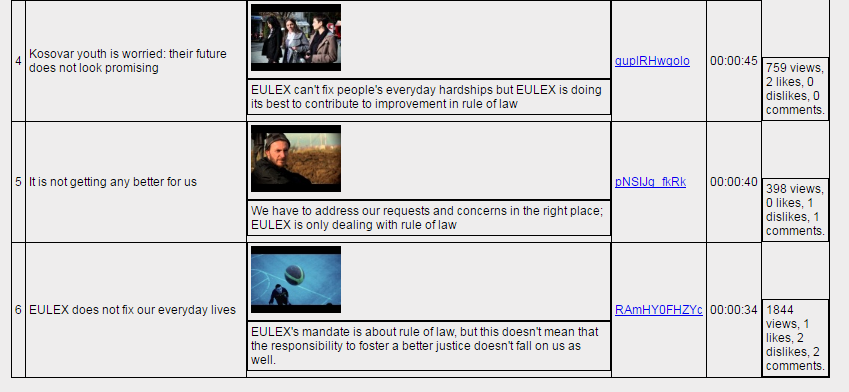 4
Kosovar youth is worried: their future
does not look promising
EULEX can't fix people's everyday hardships but EULEX is doing
its best to contribute to improvement in rule of law
gupIRHwqolo
00:00:45
759 views,
2 likes, 0
dislikes, 0
comments.
5
It is not getting any better for us
We have to address our requests and concerns in the right place;
EULEX is only dealing with rule of law
pNSIJg_fkRk
00:00:40
398 views,
0 likes, 1
dislikes, 1
comments.
6
EULEX does not fix our everyday lives
EULEX's mandate is about rule of law, but this doesn't mean that
the responsibility to foster a better justice doesn't fall on us as
well.
RAmHY0FHZYc
00:00:34
1844
views, 1
likes, 2
dislikes, 2
comments.